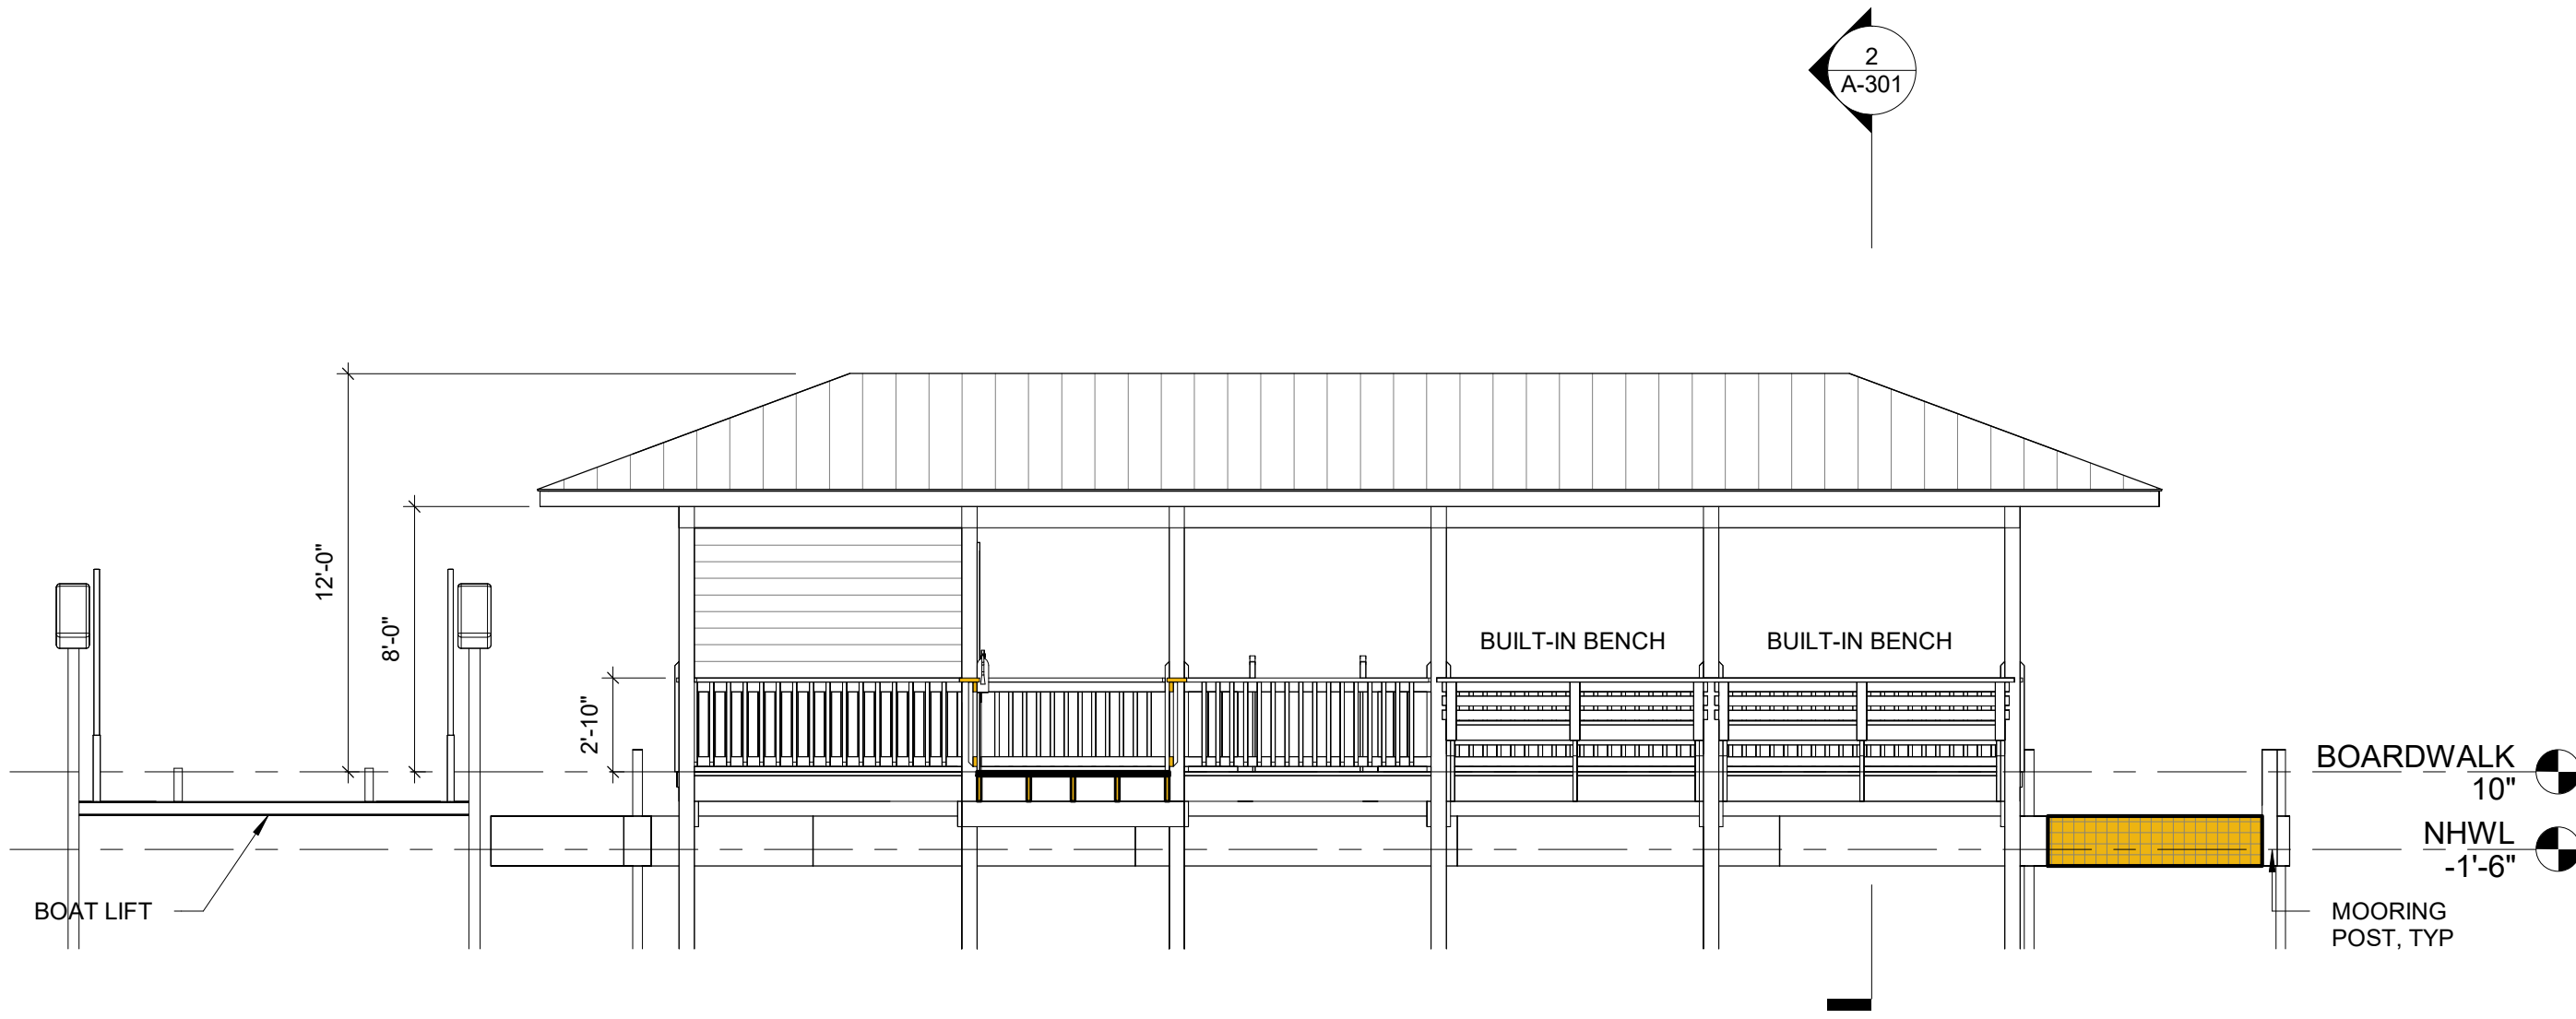 2
A-301
12'-0"
8'-0"
2'-10"
BUILT-IN BENCH
BUILT-IN BENCH
BOARDWALK
10"
NHWL
-1'-6"
BOAT LIFT
MOORING
POST, TYP